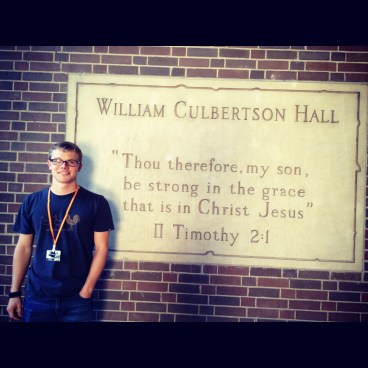 WILLIAM CULBERTSON HALL
"Thou therefore, my son,
be strong in the grace
that is in Christ Jesus"
II Timothy 2:1